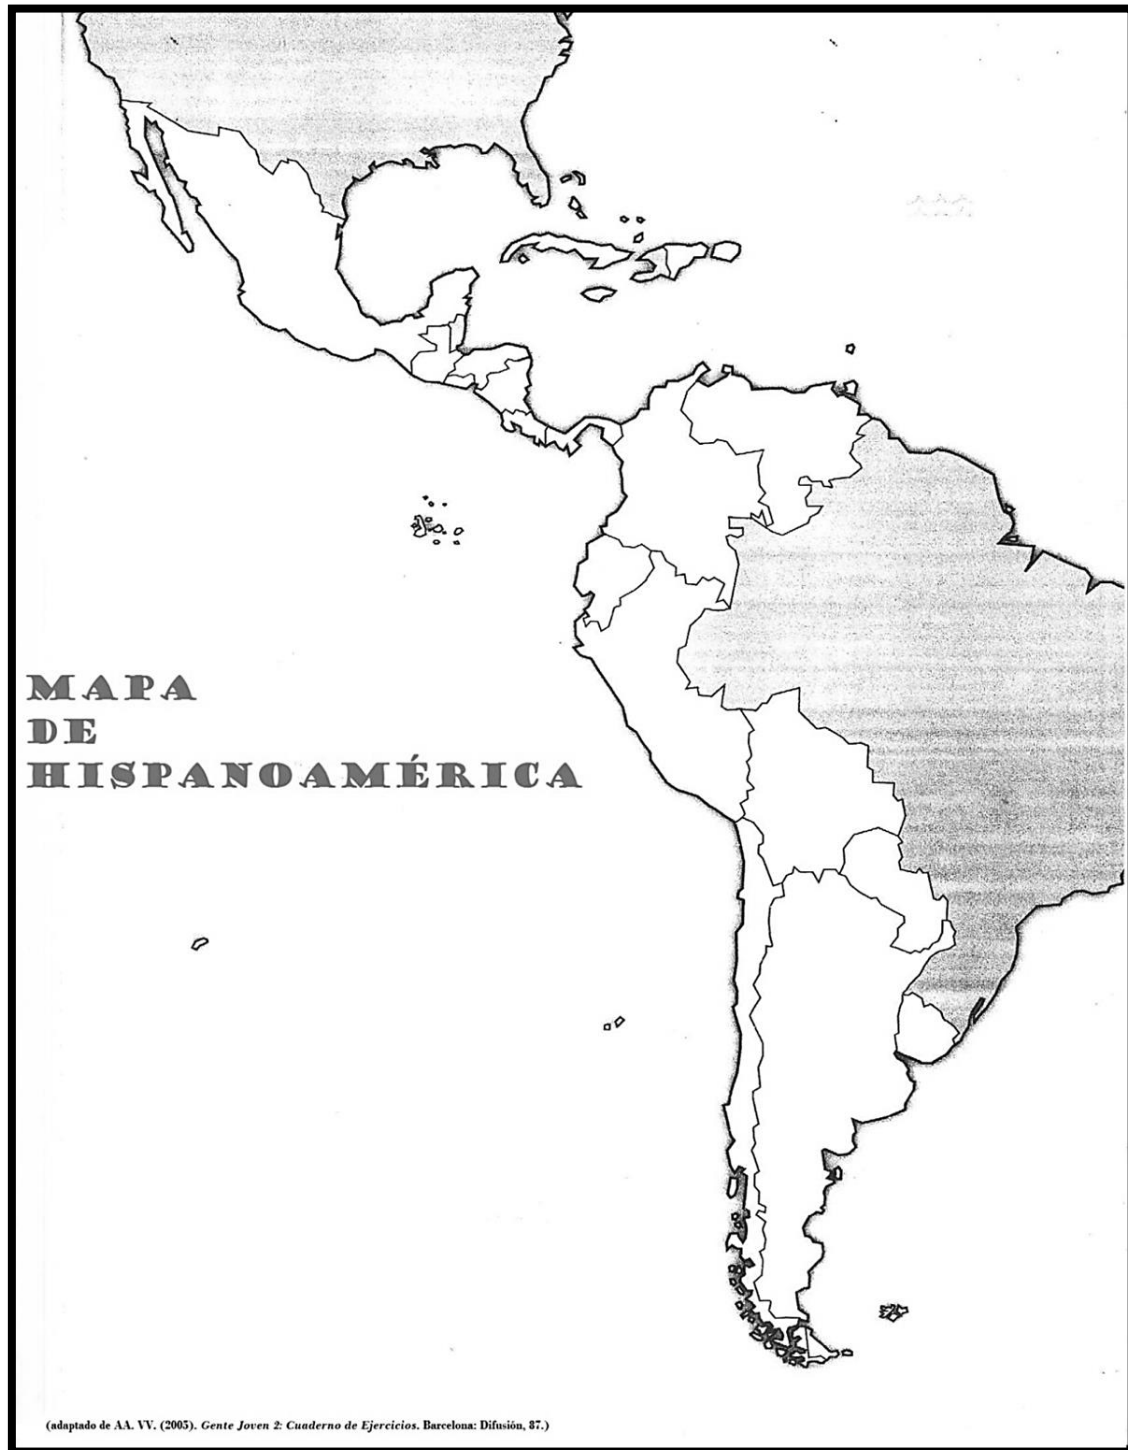 MAPA
DE
HISPANOAMÉRICA
(adaptado de AA. VV. (2005). Gente Joven 2: Cuaderno de Ejercicios. Barcelona: Difusión, 87.)